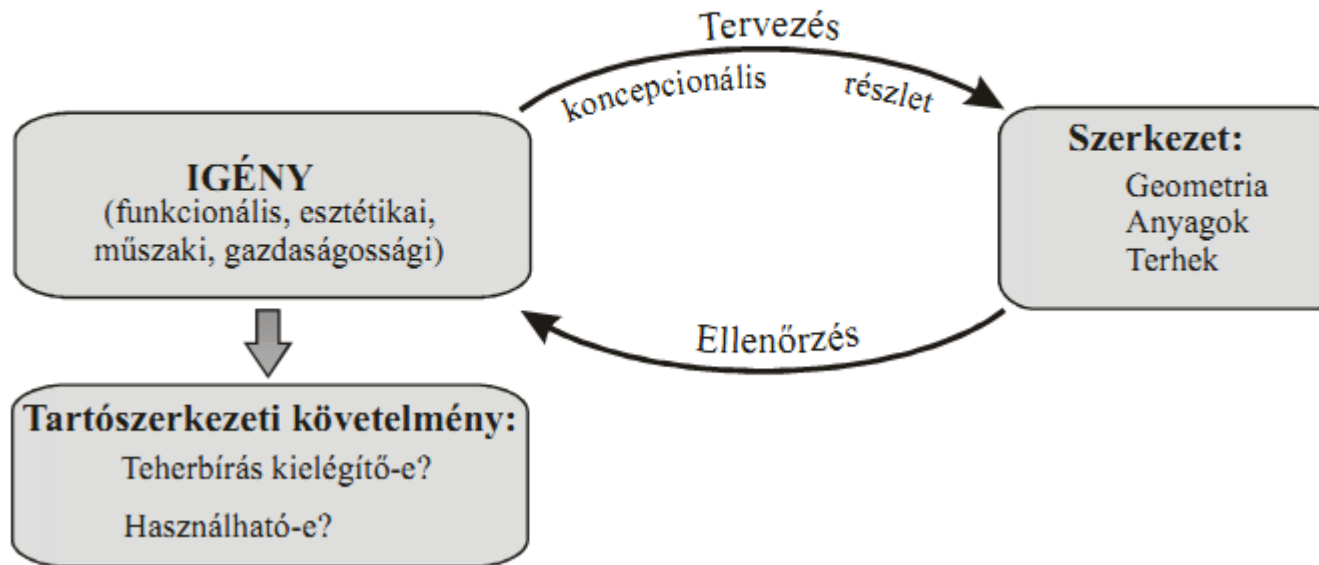 Tervezés
koncepcionális részlet
IGÉNY
(funkcionális, esztétikai,
műszaki, gazdaságossági)
Szerkezet:
Geometria
Anyagok
Terhek
Ellenőrzés
Tartószerkezeti követelmény:
Teherbírás kielégítő-e?
Használható-e?